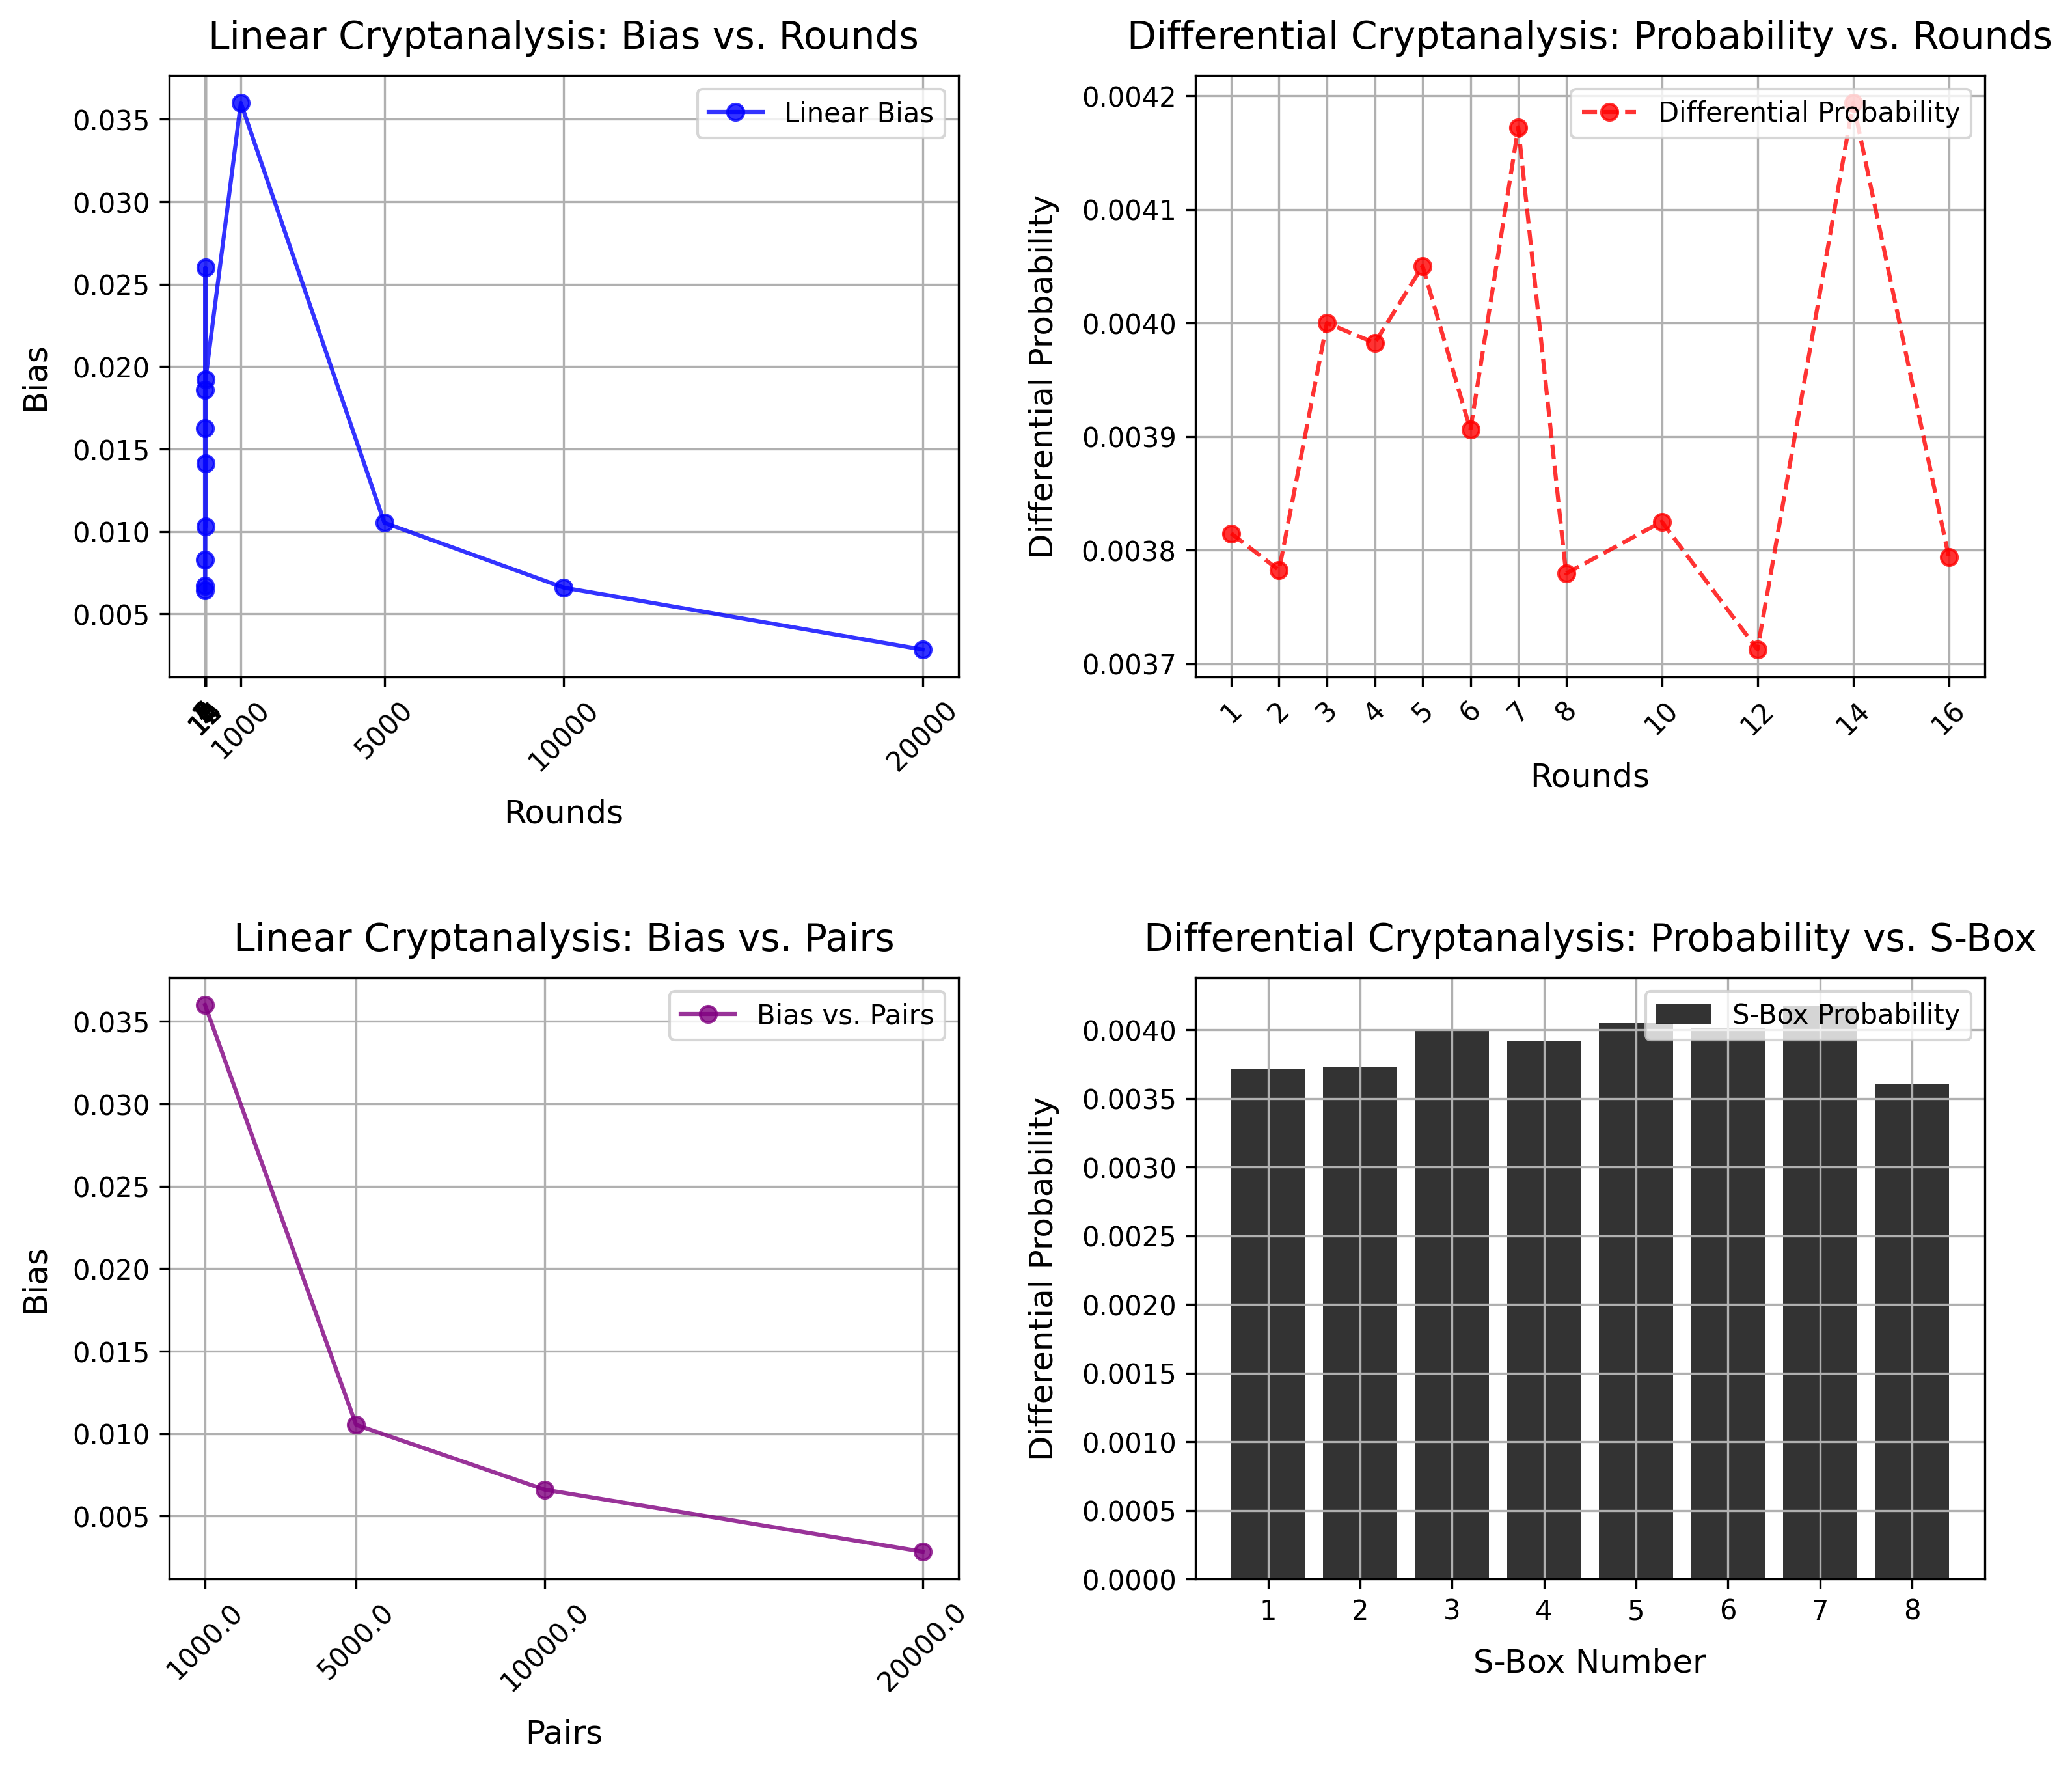 Linear Cryptanalysis: Bias vs. Rounds
Bias
0.035
0.030
0.025
0.020
0.015
0.010
0.005
Linear Bias
1000
5000
10000
20000
Rounds
Differential Cryptanalysis: Probability vs. Rounds
Differential Probability
0.0042
0.0041
0.0040
0.0039
0.0038
0.0037
Differential Probability
1 2 3 4 5 6 7 8 10 12 14 16
Rounds
Linear Cryptanalysis: Bias vs. Pairs
Bias
0.035
0.030
0.025
0.020
0.015
0.010
0.005
Bias vs. Pairs
1000.0
5000.0
10000.0
20000.0
Pairs
Differential Cryptanalysis: Probability vs. S-Box
Differential Probability
0.0040
0.0035
0.0030
0.0025
0.0020
0.0015
0.0010
0.0005
0.0000
S-Box Probability
1 2 3 4 5 6 7 8
S-Box Number